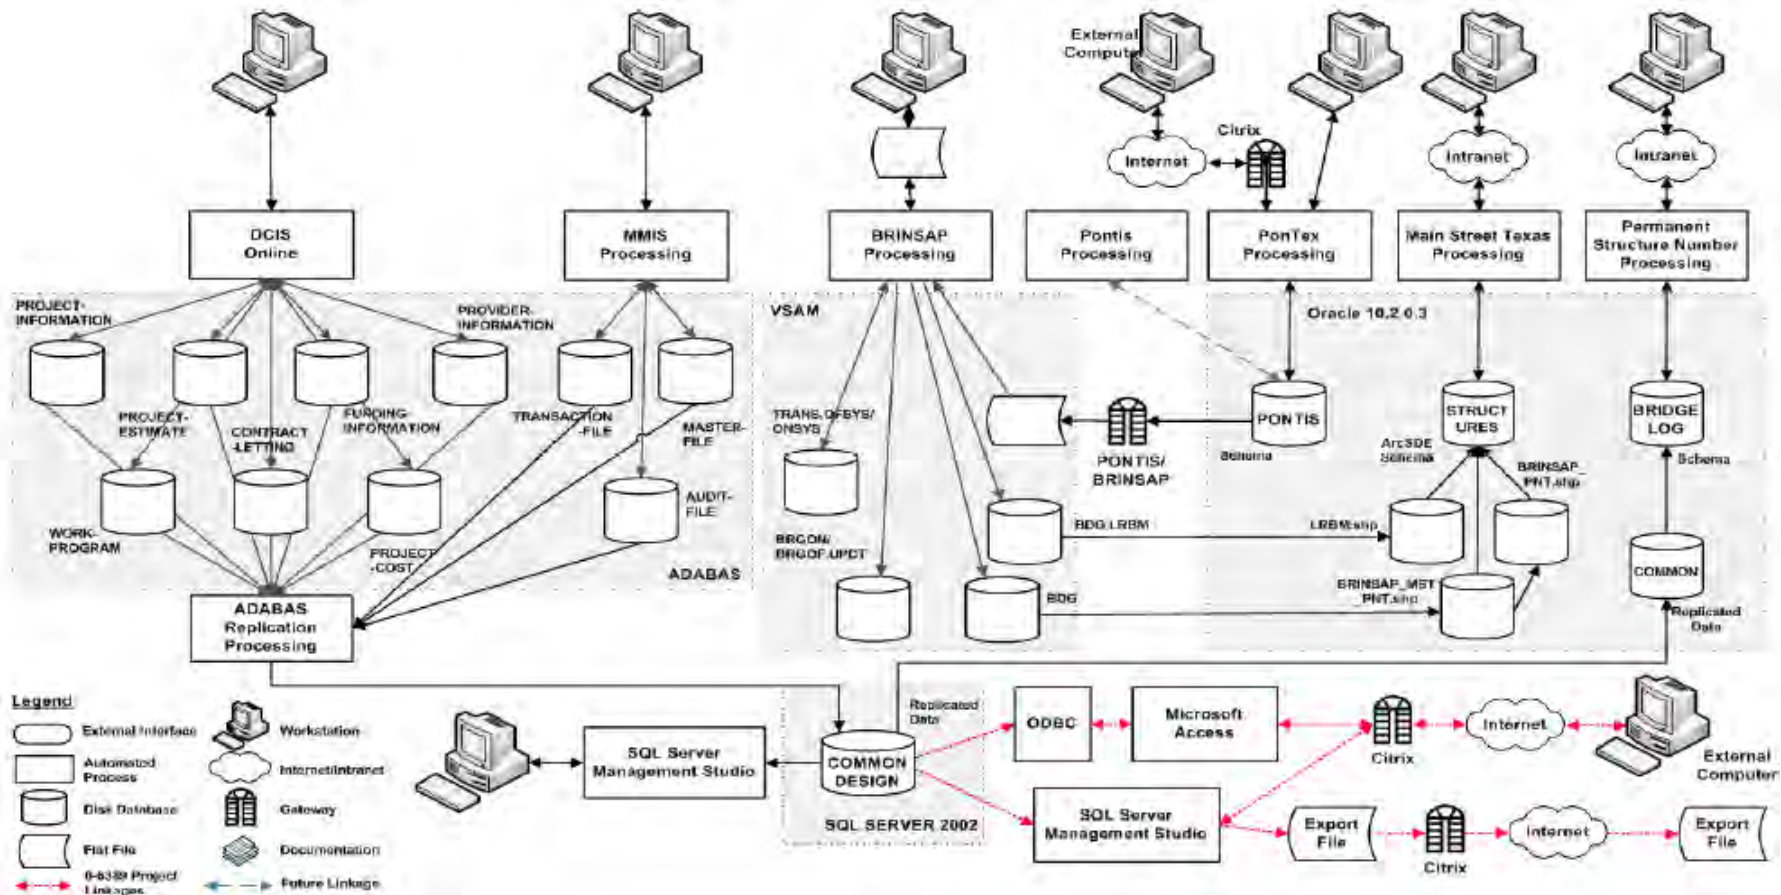 External
Computer
Citrix
Internet
Intranet
Intranet
DCIS
Online
MMIS
Processing
BRINSAP
Processing
Pontis
Processing
PonTex
Processing
Main Street Texas
Processing
Permanent
Structure Number
Processing
PROJECT-
INFORMATION
PROVIDER-
INFORMATION
VSAM
Oracle 10.2.0.3
PROJECT-
ESTIMATE
CONTRACT
-LETTING
FUNDING-
INFORMATION
TRANSACTION
-FILE
MASTER-
FILE
TRANS.OFSYS/
ONSYS
PONTIS/
BRINSAP
PONTIS
Schema
STRUCT
URES
ArcSDE
Schema
BRINSAP_
PNT.shp
BRIDGE
LOG
Schema
WORK-
PROGRAM
PROJECT
-COST
AUDIT-
FILE
ADABAS
BRGON/
BRGOF.UPDT
BDG.LRBM
LRBM.shp
BDG
BRINSAP_MST
_PNT.shp
COMMON
Replicated
Data
ADABAS
Replication
Processing
Legend
External Interface
Workstation
Automated
Process
Internet/Intranet
Disk Database
Gateway
Flat File
Documentation
0-6389 Project
Linkages
Future Linkage
SQL Server
Management Studio
Replicated
Data
COMMON
DESIGN
SQL SERVER 2002
ODBC
Microsoft
Access
Citrix
Internet
External
Computer
SQL Server
Management Studio
Export
File
Citrix
Internet
Export
File